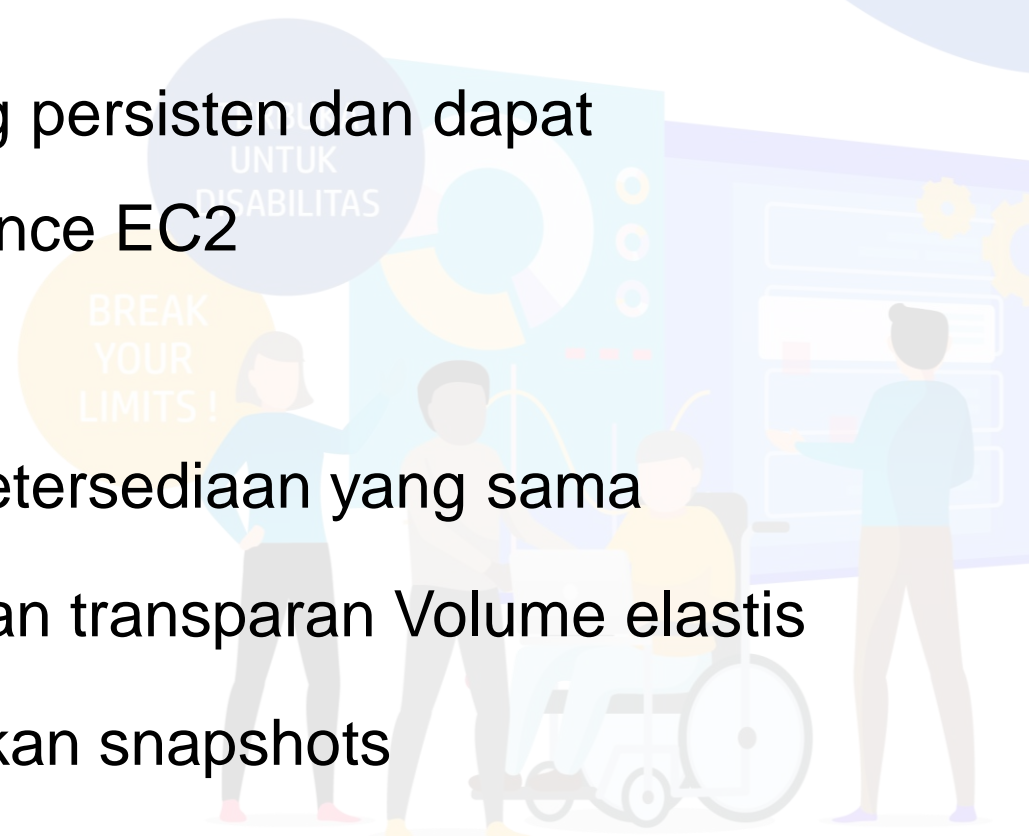 g persisten dan dapat
UNTUK
DISABILITAS
nce EC2
BREAK
YOUR
LIMITS !
etersediaan yang sama
an transparan Volume elastis
kan snapshots